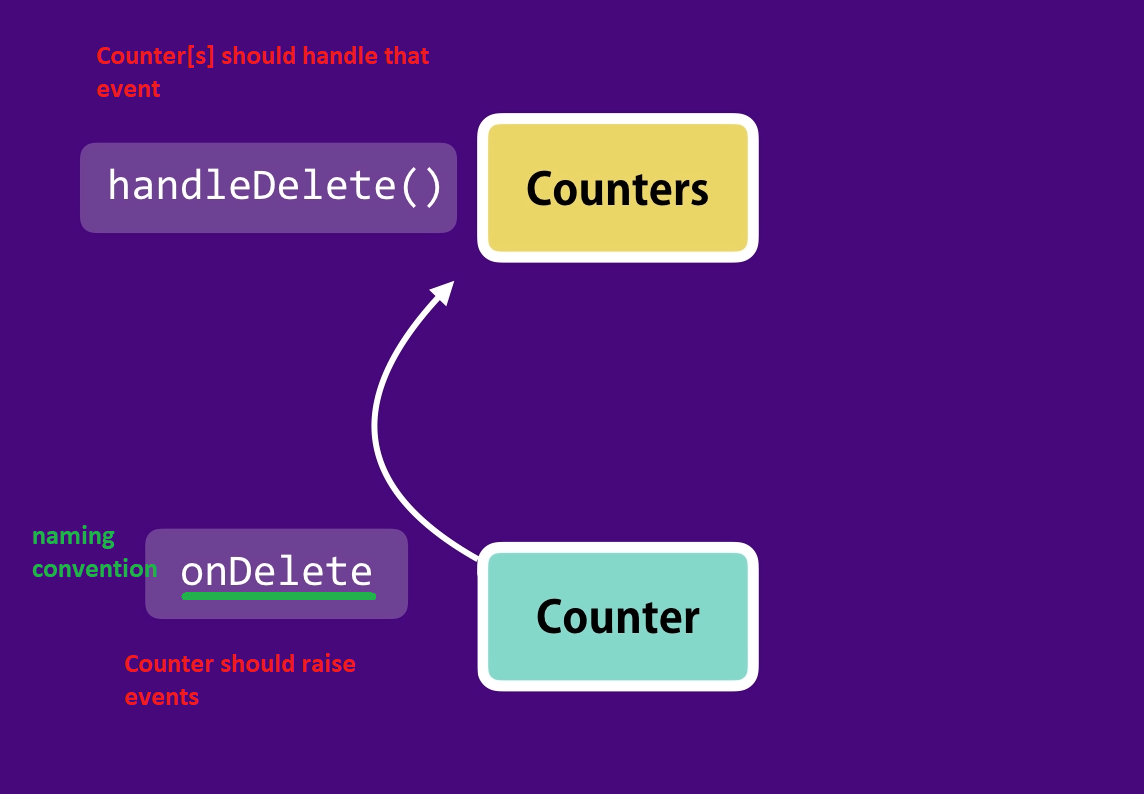 Counter[s] should handle that
event
handleDelete()
Counters
naming
convention
onDelete
Counter
Counter should raise
events